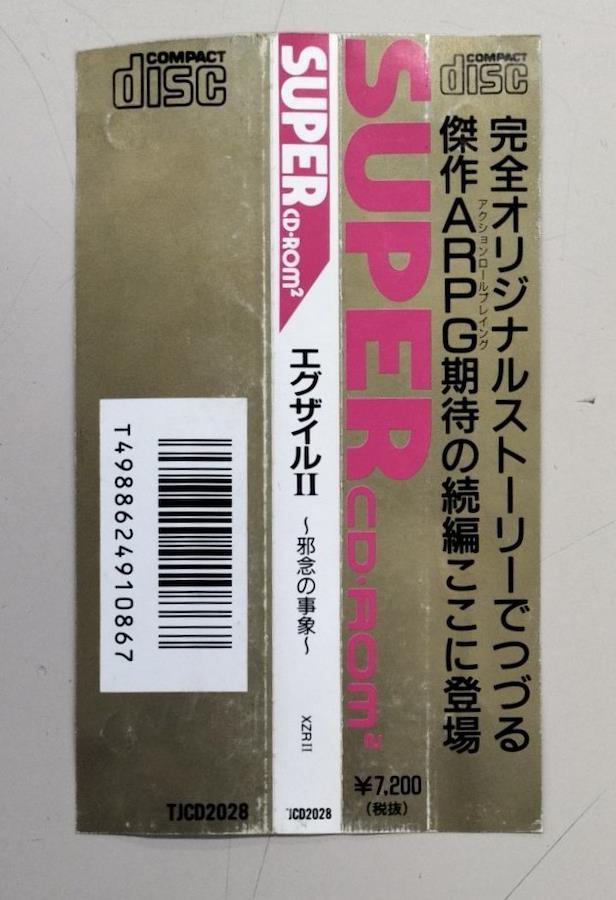 COMPACT
disc
T4988624910867
TJCD2028
SUPER
CD・ROM²
エグザイルII
～邪念の事象～
XZRII
TJCD2028
SUPER
CD・ROM²
¥7,200
(税抜)
COMPACT
disc
完全オリジナルストーリーでつづる
傑作ARPG期待の続編ここに登場
アクションロールプレイング